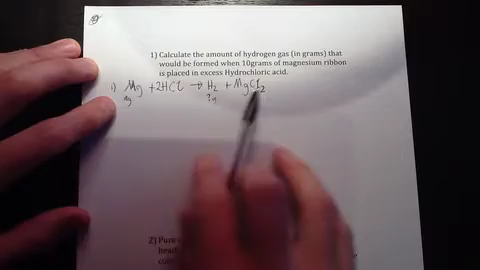 1) Calculate the amount of hydrogen gas (in grams) that
would be formed when 10grams of magnesium ribbon
is placed in excess Hydrochloric acid.
1) Mg + 2HCl → H2 + MgCl2
?g
2) Pure